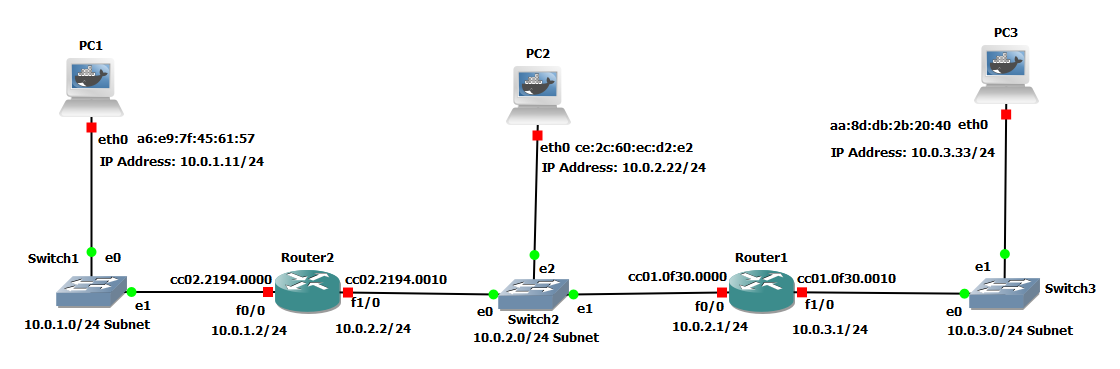 PC1
eth0 a6:e9:7f:45:61:57
IP Address: 10.0.1.11/24
PC2
eth0 ce:2c:60:ec:d2:e2
IP Address: 10.0.2.22/24
PC3
aa:8d:db:2b:20:40 eth0
IP Address: 10.0.3.33/24
Switch1
e0
e1
10.0.1.0/24 Subnet
Router2
cc02.2194.0000
cc02.2194.0010
f0/0
f1/0
10.0.1.2/24
10.0.2.2/24
e2
e0
e1
Switch2
10.0.2.0/24 Subnet
Router1
cc01.0f30.0000
cc01.0f30.0010
f0/0
f1/0
10.0.2.1/24
10.0.3.1/24
e1
Switch3
e0
10.0.3.0/24 Subnet